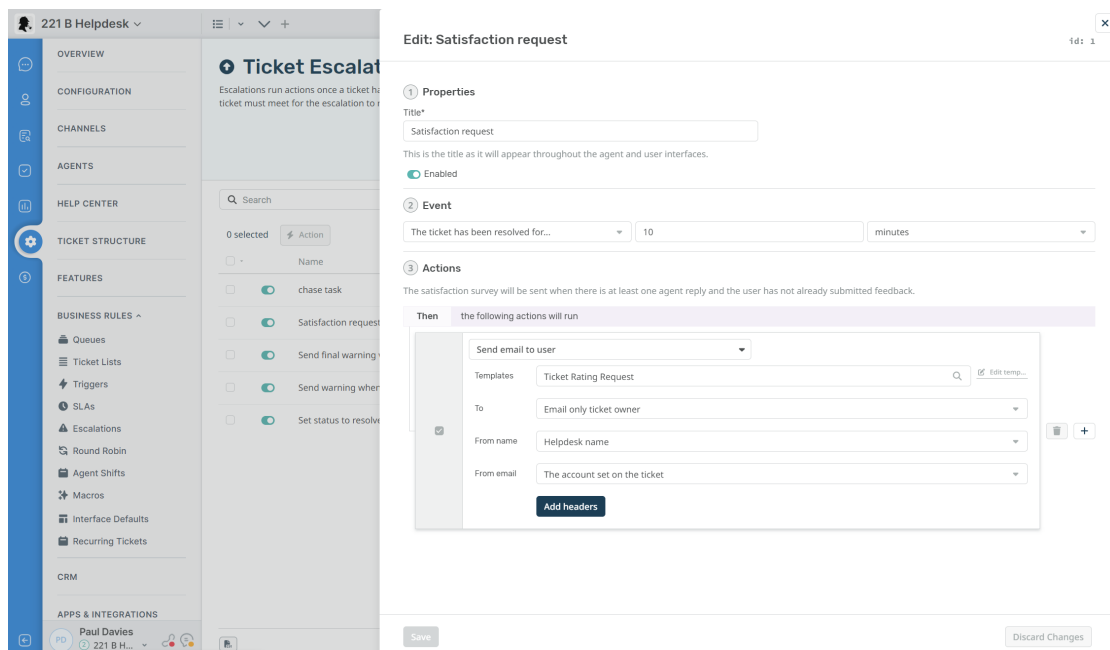 221 B Helpdesk
OVERVIEW
CONFIGURATION
CHANNELS
AGENTS
HELP CENTER
TICKET STRUCTURE
FEATURES
BUSINESS RULES
Queues
Ticket Lists
Triggers
SLAs
Escalations
Round Robin
Agent Shifts
Macros
Interface Defaults
Recurring Tickets
CRM
APPS & INTEGRATIONS
PD
Paul Davies
2 221 B H...
Ticket Escalat
Escalations run actions once a ticket ha
ticket must meet for the escalation to
Search
0 selected
Action
Name
chase task
Satisfaction request
Send final warning
Send warning when
Set status to resolve
Edit: Satisfaction request
id: 1
1 Properties
Title*
Satisfaction request
This is the title as it will appear throughout the agent and user interfaces.
Enabled
2 Event
The ticket has been resolved for... 10 minutes
3 Actions
The satisfaction survey will be sent when there is at least one agent reply and the user has not already submitted feedback.
Then the following actions will run
Send email to user
Templates Ticket Rating Request Edit temp...
To Email only ticket owner
From name Helpdesk name
From email The account set on the ticket
Add headers
Save
Discard Changes